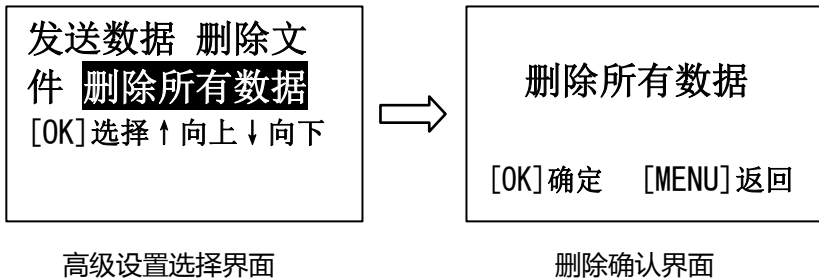 发送数据 删除文
件 删除所有数据
[OK]选择↑向上↓向下
高级设置选择界面
删除所有数据
[OK]确定 [MENU]返回
删除确认界面